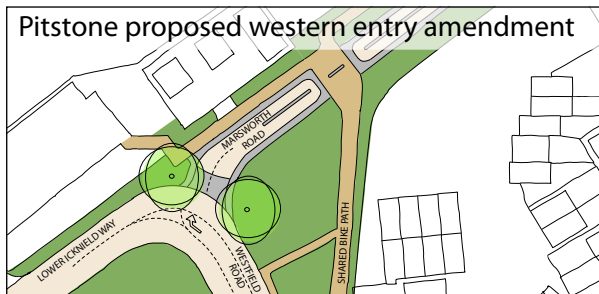 Pitstone proposed western entry amendment
MARSWORTH
ROAD
LOWER ICKNIELD WAY
WESTFIELD
ROAD
SHARED BIKE PATH